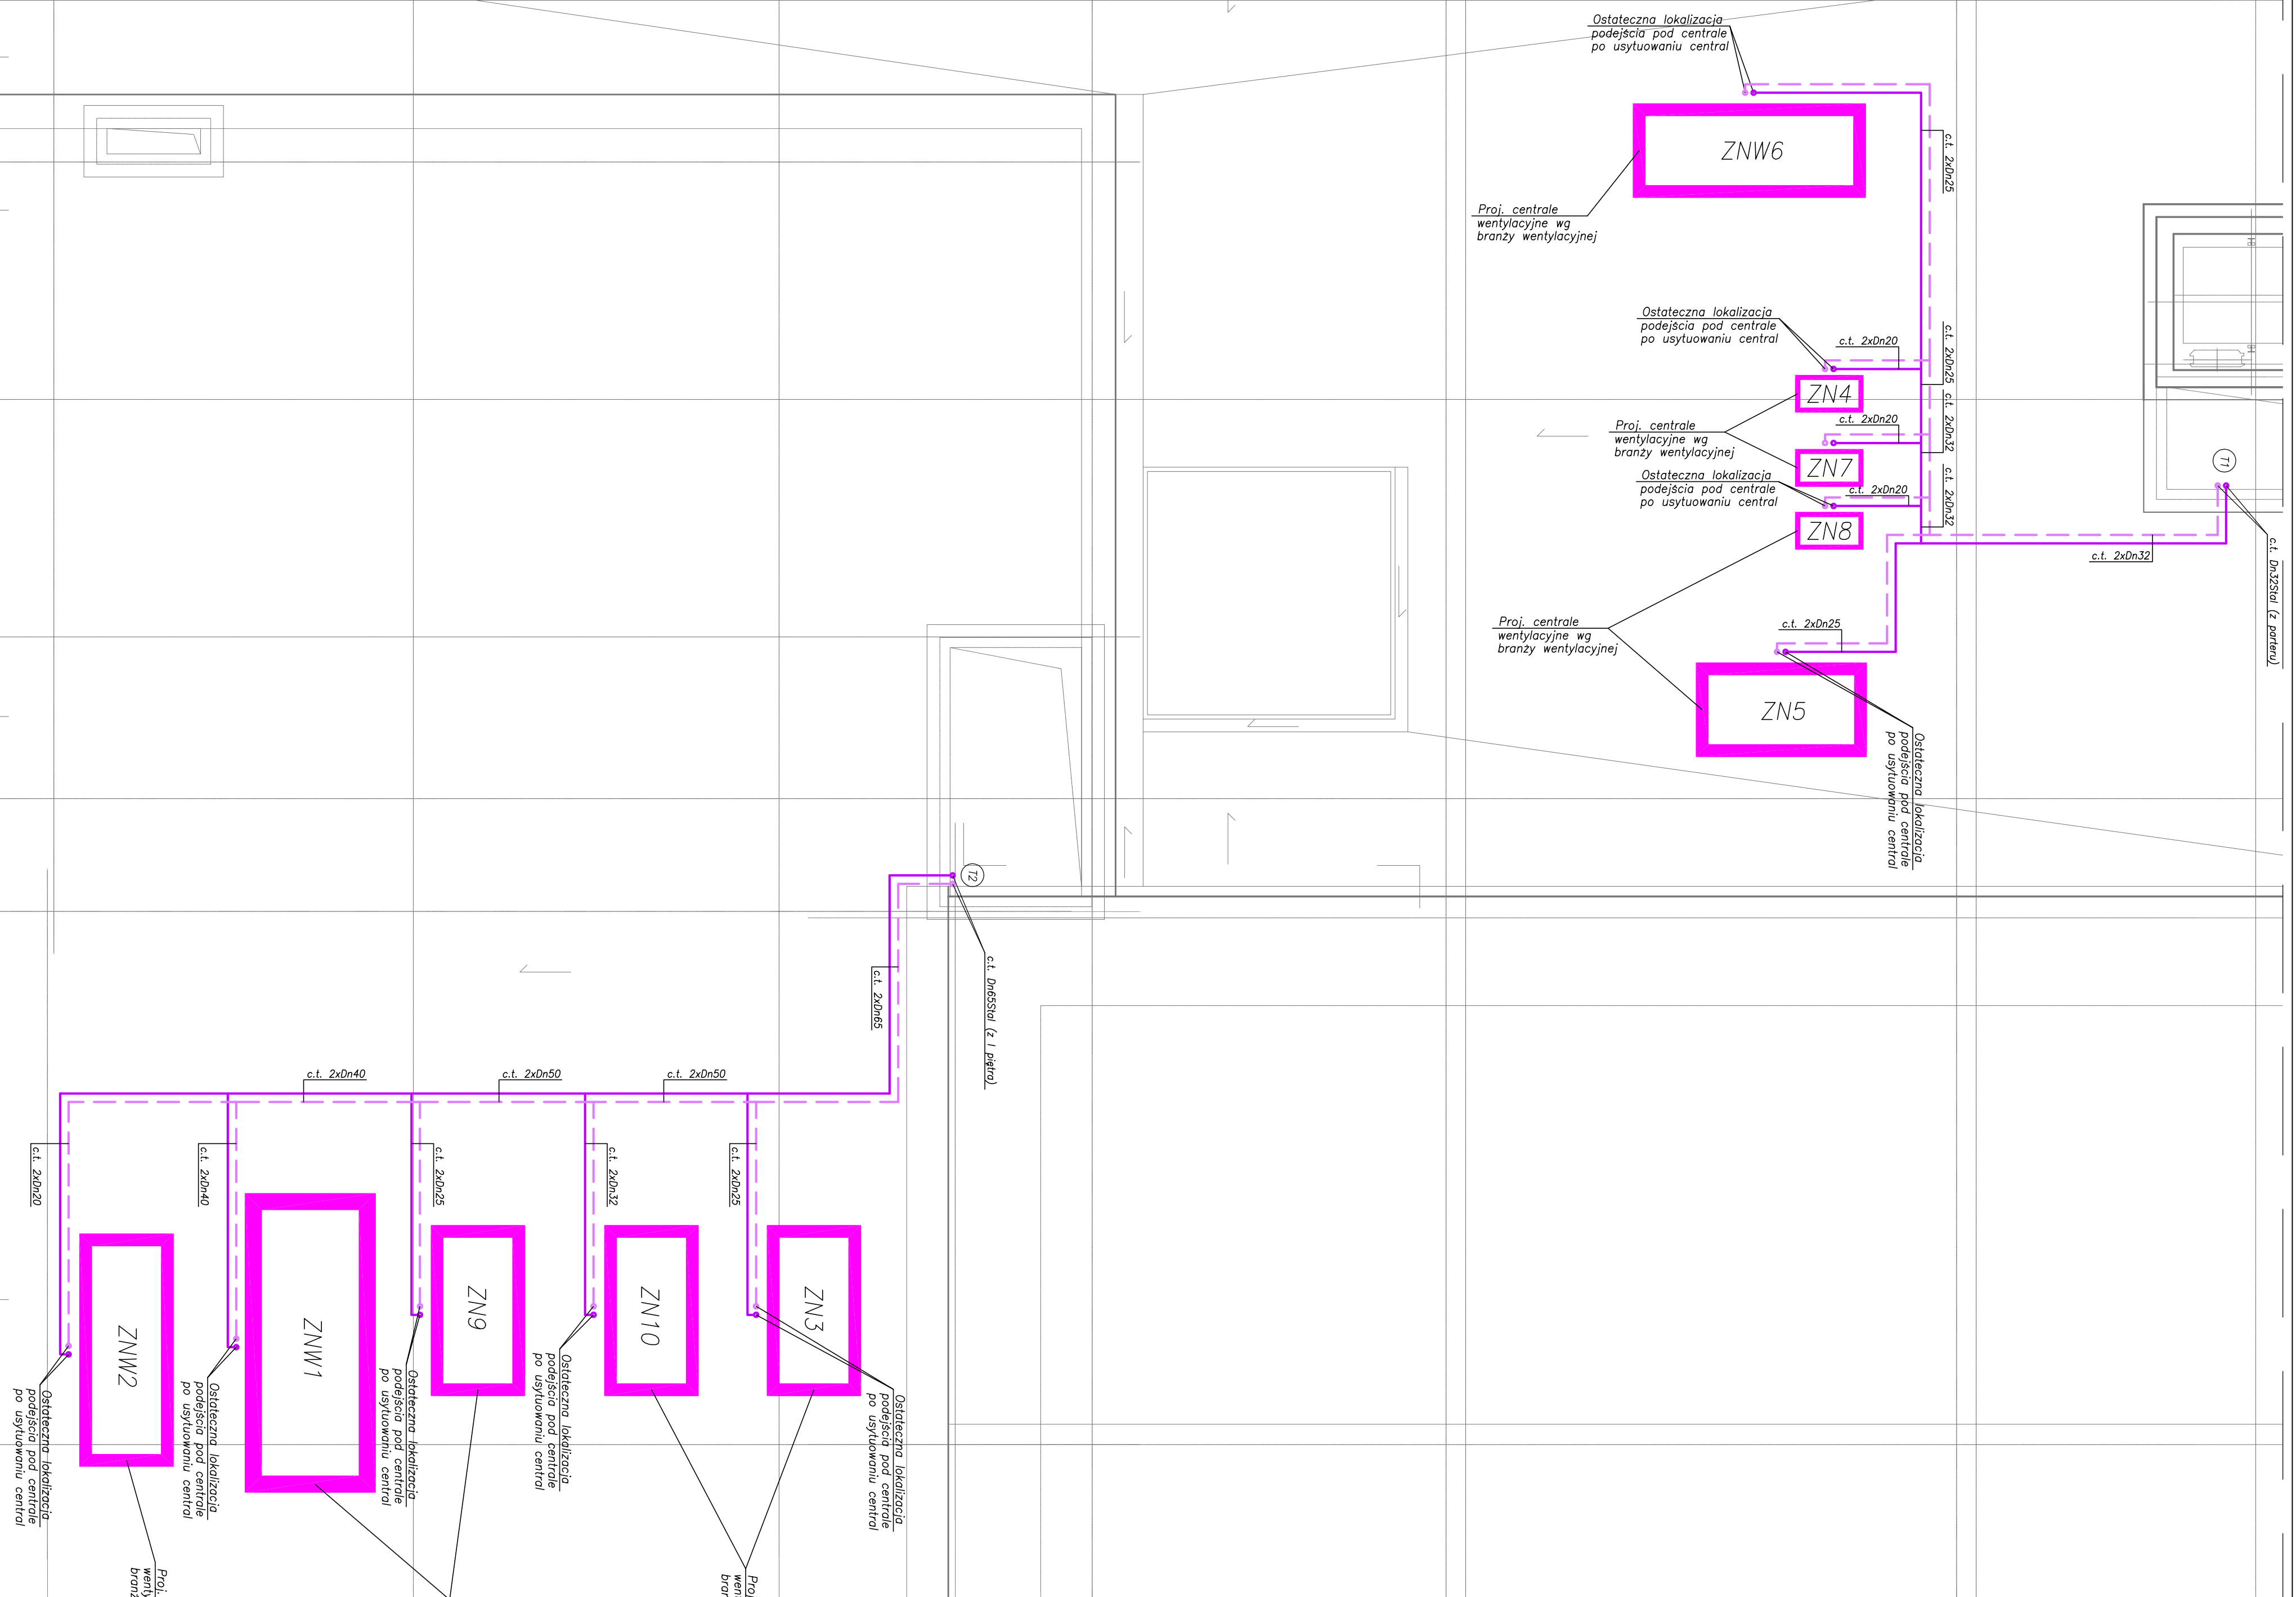 Ostateczna lokalizacja
podejścia pod centrale
po usytuowaniu central
ZNW6
c.t. 2xDn25
Proj. centrale
wentylacyjne wg
branży wentylacyjnej
Ostateczna lokalizacja
podejścia pod centrale
po usytuowaniu central
c.t. 2xDn20
c.t. 2xDn25
ZN4
c.t. 2xDn32
Proj. centrale
wentylacyjne wg
branży wentylacyjnej
c.t. 2xDn20
ZN7
T1
Ostateczna lokalizacja
podejścia pod centrale
po usytuowaniu central
c.t. 2xDn20
c.t. 2xDn32
ZN8
c.t. 2xDn32
c.t. Dn32Stal (z parteru)
Proj. centrale
wentylacyjne wg
branży wentylacyjnej
c.t. 2xDn25
ZN5
Ostateczna lokalizacja
podejścia pod centrale
po usytuowaniu central
T2
c.t. 2xDn65
c.t. Dn65Stal (z I piętra)
c.t. 2xDn40
c.t. 2xDn50
c.t. 2xDn50
c.t. 2xDn20
c.t. 2xDn40
c.t. 2xDn25
c.t. 2xDn32
c.t. 2xDn25
ZNW2
ZNW1
ZN9
ZN10
ZN3
Ostateczna lokalizacja
podejścia pod centrale
po usytuowaniu central
Ostateczna lokalizacja
podejścia pod centrale
po usytuowaniu central
Ostateczna lokalizacja
podejścia pod centrale
po usytuowaniu central
Ostateczna lokalizacja
podejścia pod centrale
po usytuowaniu central
Ostateczna lokalizacja
podejścia pod centrale
po usytuowaniu central
Proj.